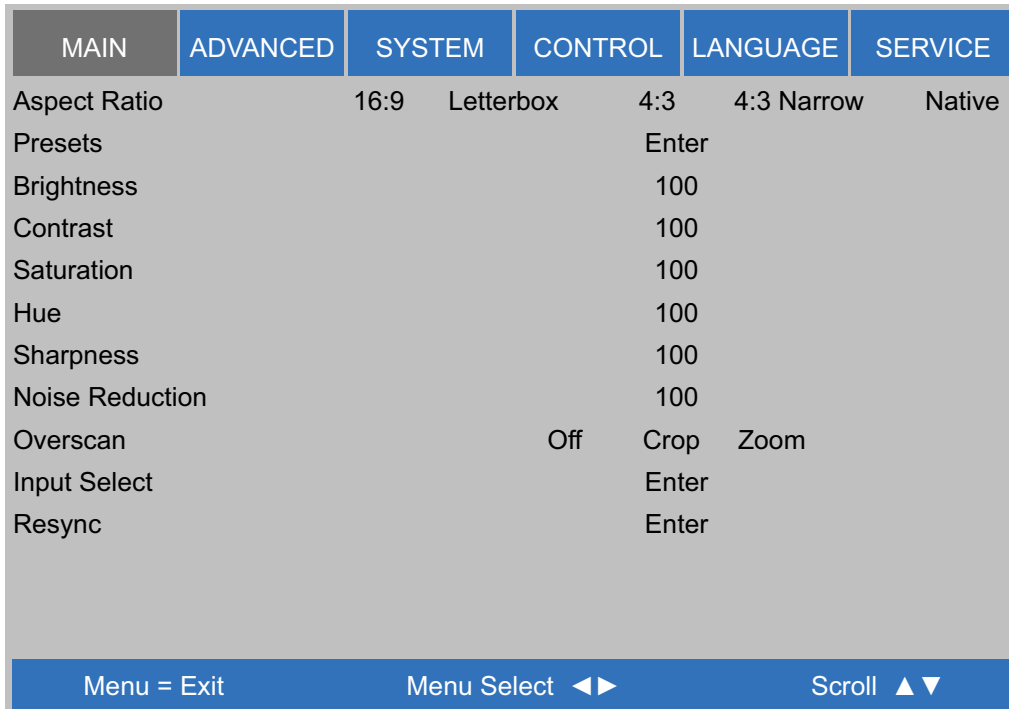 MAIN ADVANCED SYSTEM CONTROL LANGUAGE SERVICE
Aspect Ratio 16:9 Letterbox 4:3 4:3 Narrow Native
Presets Enter
Brightness 100
Contrast 100
Saturation 100
Hue 100
Sharpness 100
Noise Reduction 100
Overscan Off Crop Zoom
Input Select Enter
Resync Enter
Menu = Exit Menu Select ◄► Scroll ▲▼